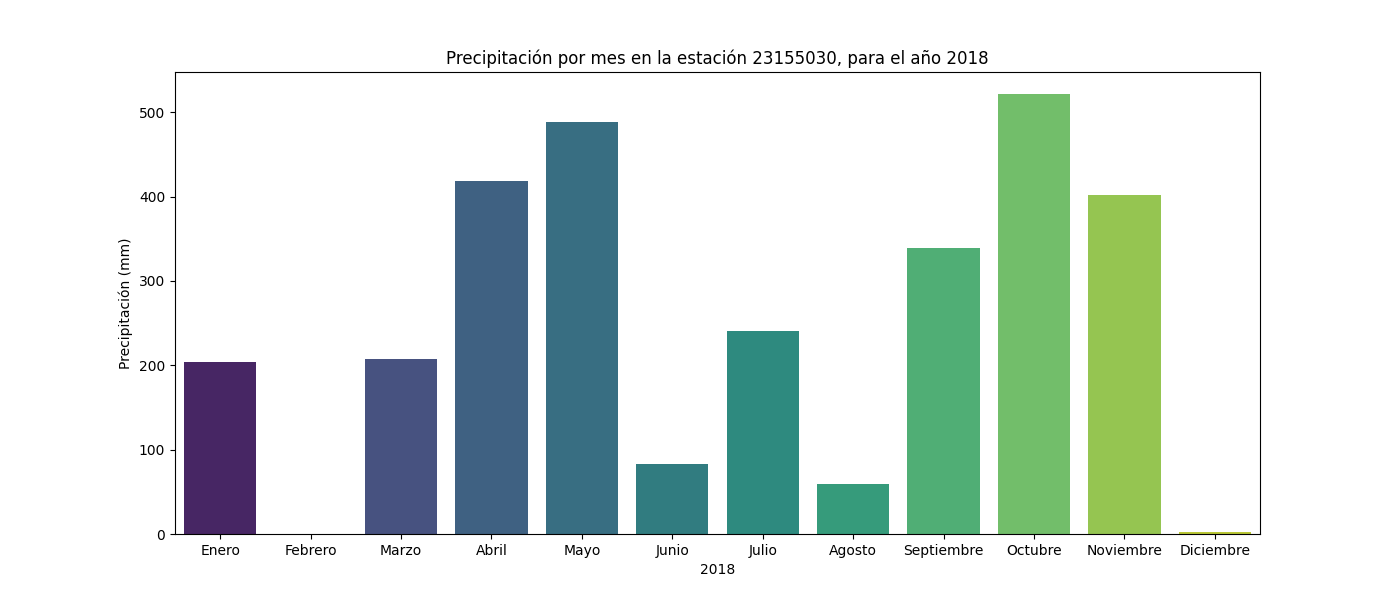 Precipitación por mes en la estación 23155030, para el año 2018
Precipitación (mm)
500
400
300
200
100
0
Enero Febrero Marzo Abril Mayo Junio Julio Agosto Septiembre Octubre Noviembre Diciembre
2018